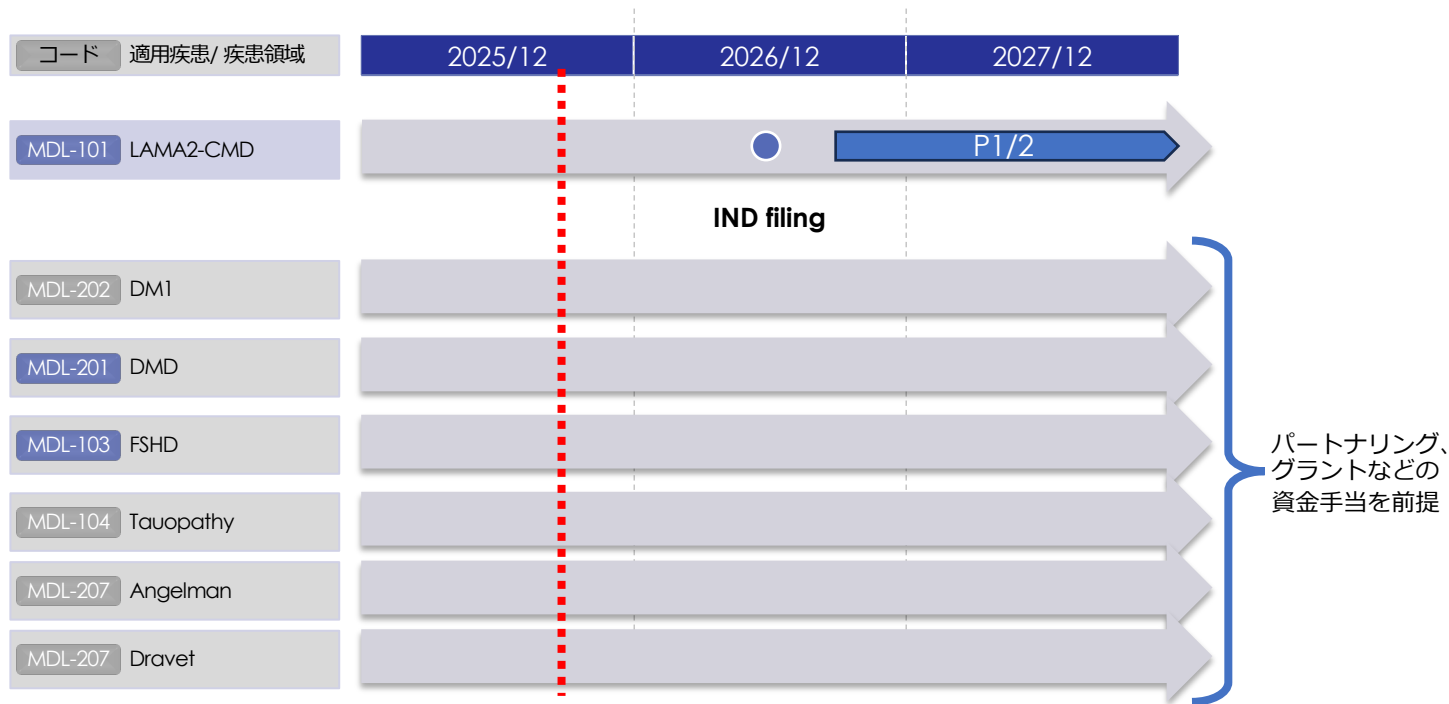 コード 適用疾患/ 疾患領域 2025/12 2026/12 2027/12
MDL-101 LAMA2-CMD P1/2
IND filing
MDL-202 DM1
MDL-201 DMD
MDL-103 FSHD
MDL-104 Tauopathy
MDL-207 Angelman
MDL-207 Dravet
パートナリング、
グラントなどの
資金手当を前提